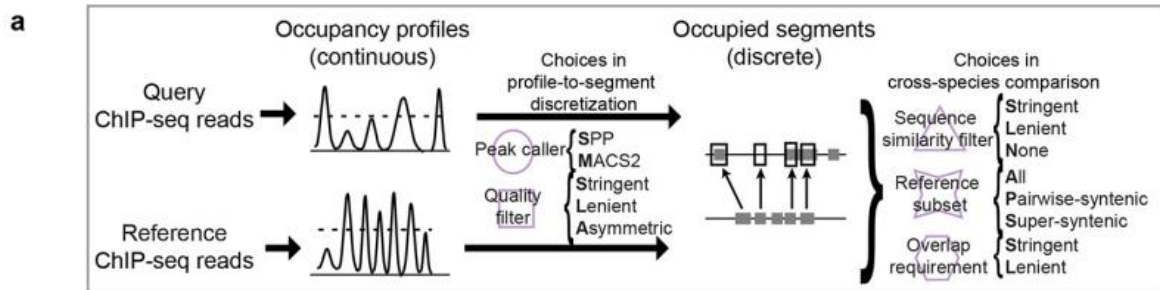 a
Query
ChIP-seq reads
Reference
ChIP-seq reads
Occupancy profiles
(continuous)
Choices in
profile-to-segment
discretization
Peak caller
SPP
MACS2
Quality
filter
Stringent
Lenient
Asymmetric
Occupied segments
(discrete)
Choices in
cross-species comparison
Sequence
similarity filter
Stringent
Lenient
None
Reference
subset
All
Pairwise-syntenic
Super-syntenic
Overlap
requirement
Stringent
Lenient